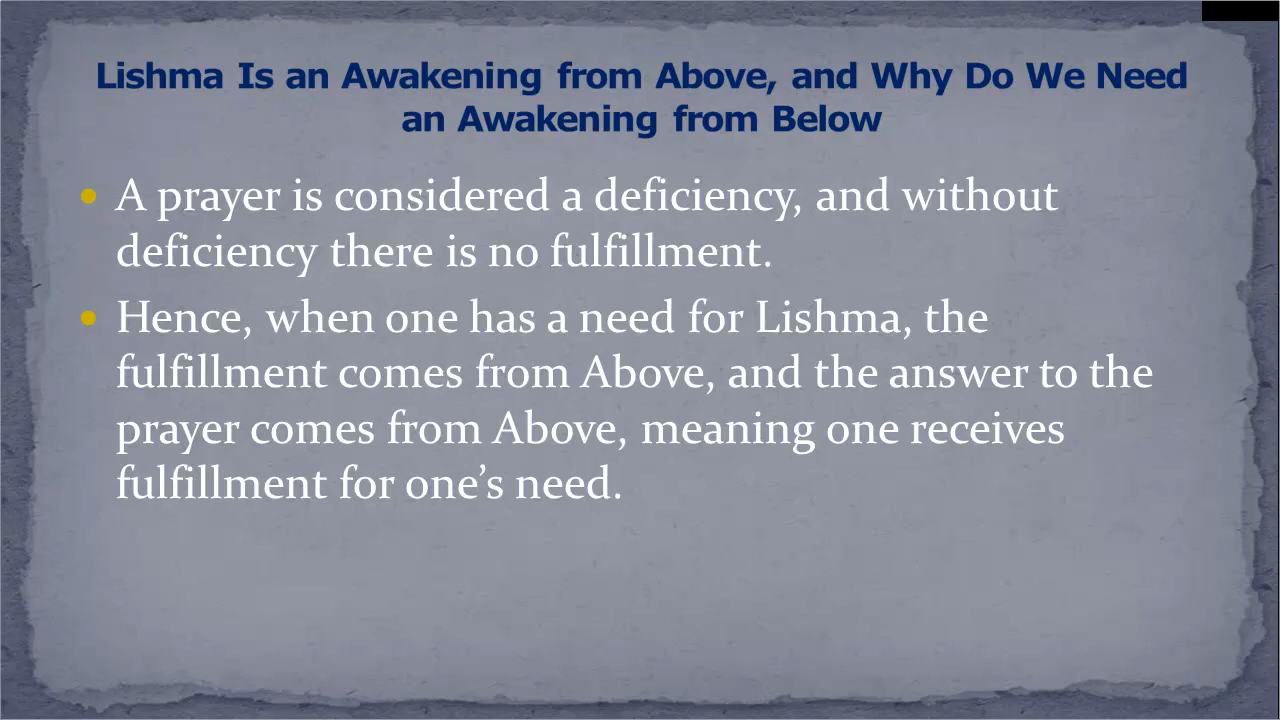 Lishma Is an Awakening from Above, and Why Do We Need
an Awakening from Below
• A prayer is considered a deficiency, and without
deficiency there is no fulfillment.
• Hence, when one has a need for Lishma, the
fulfillment comes from Above, and the answer to the
prayer comes from Above, meaning one receives
fulfillment for one’s need.